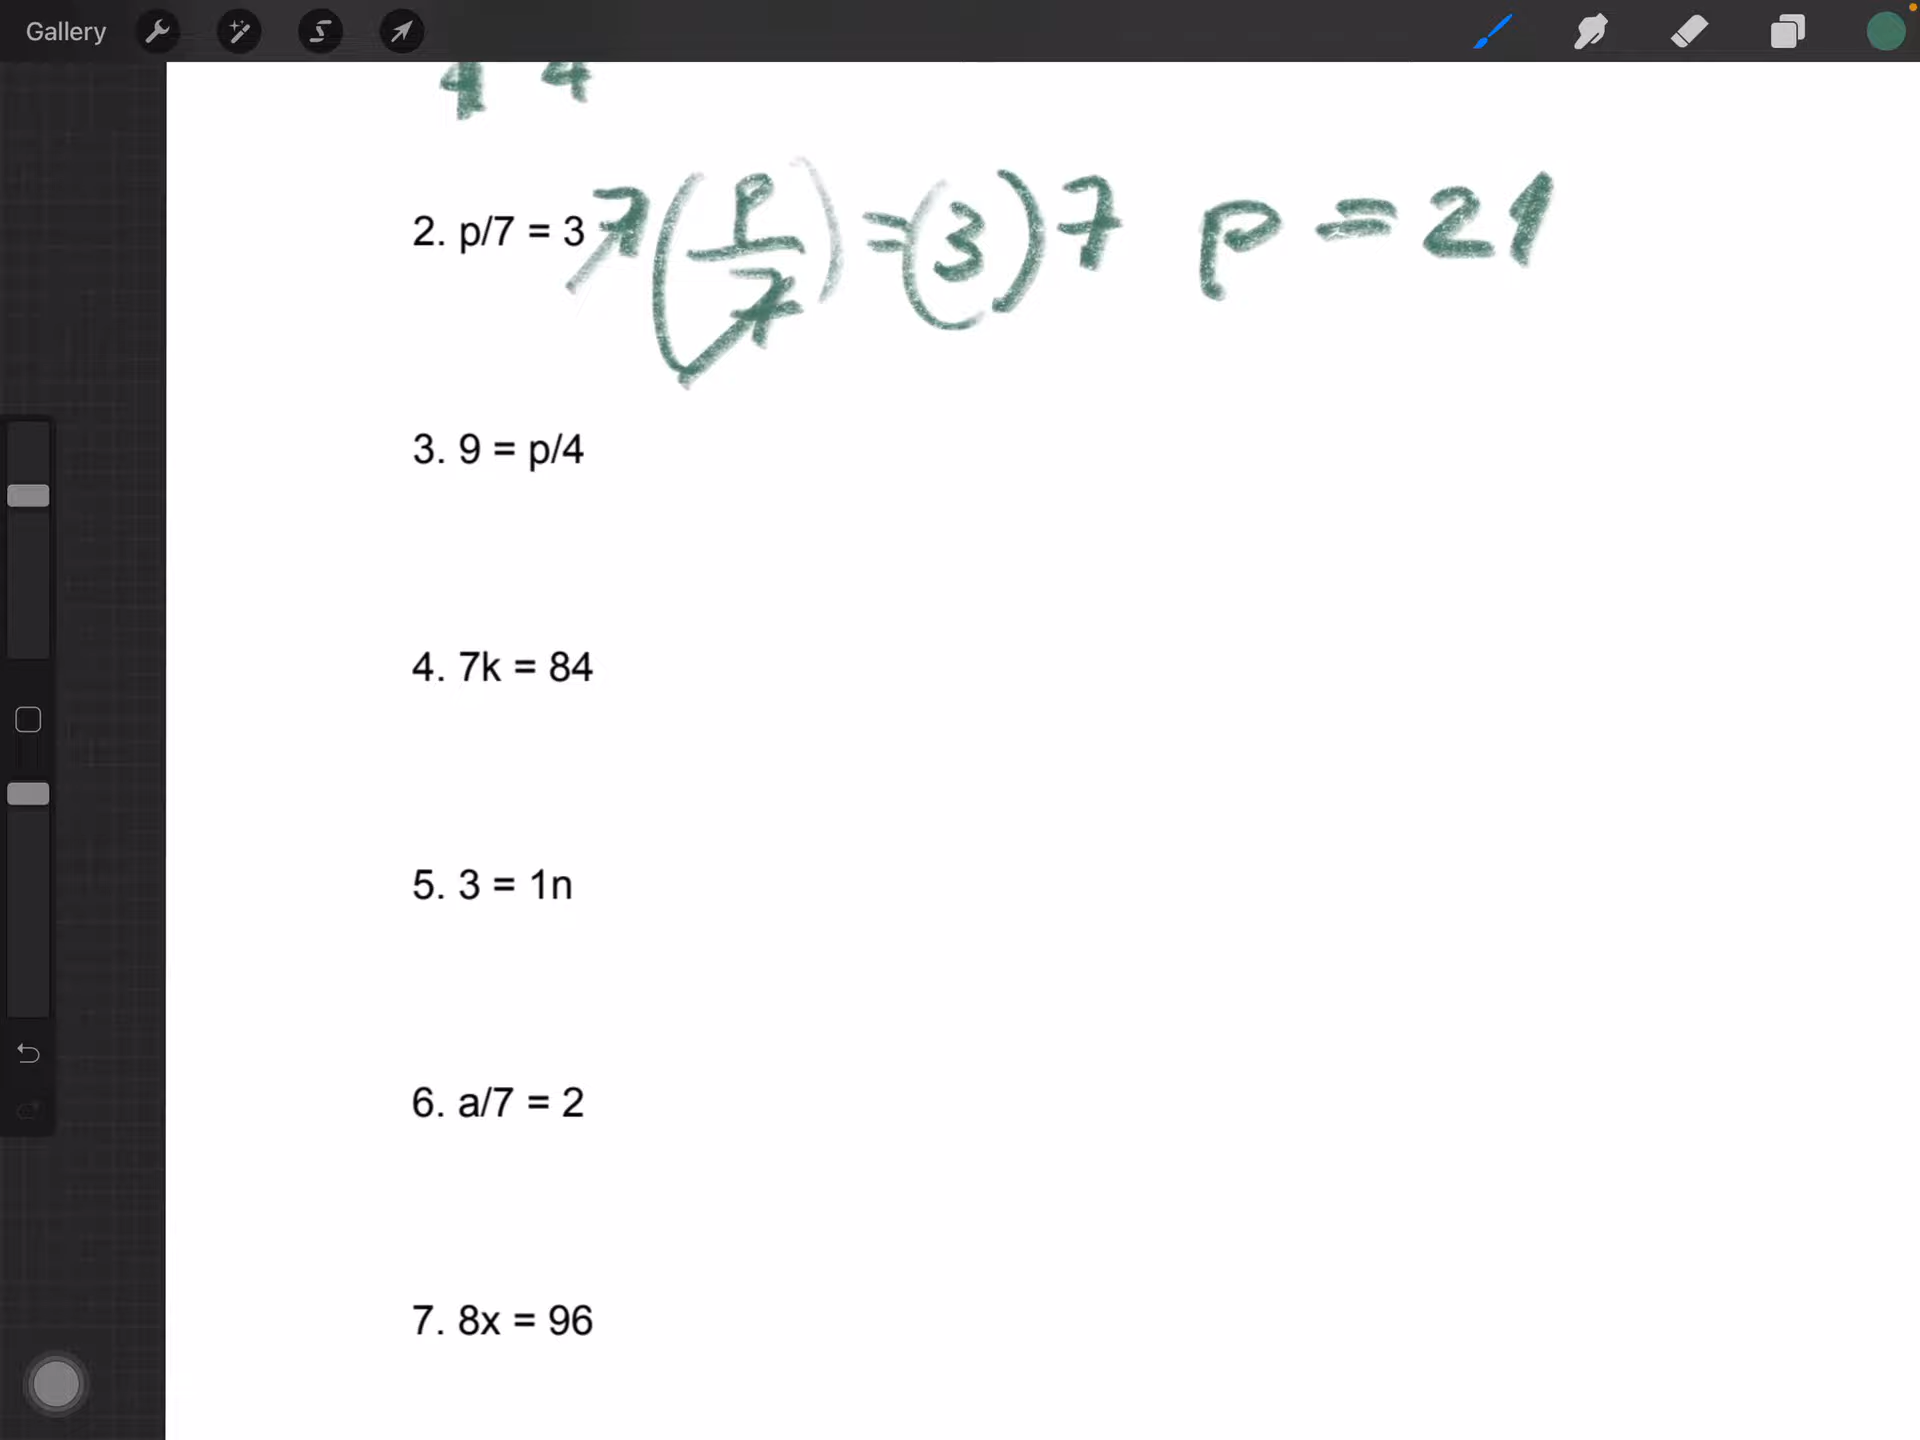 Gallery
4 4
2. p/7 = 3 7(p/7) = (3)7 p = 21
3. 9 = p/4
4. 7k = 84
5. 3 = 1n
6. a/7 = 2
7. 8x = 96